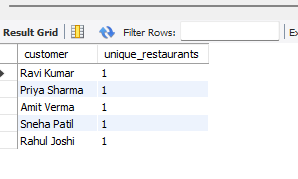 Result Grid Filter Rows: Ex
customer unique_restaurants
Ravi Kumar 1
Priya Sharma 1
Amit Verma 1
Sneha Patil 1
Rahul Joshi 1